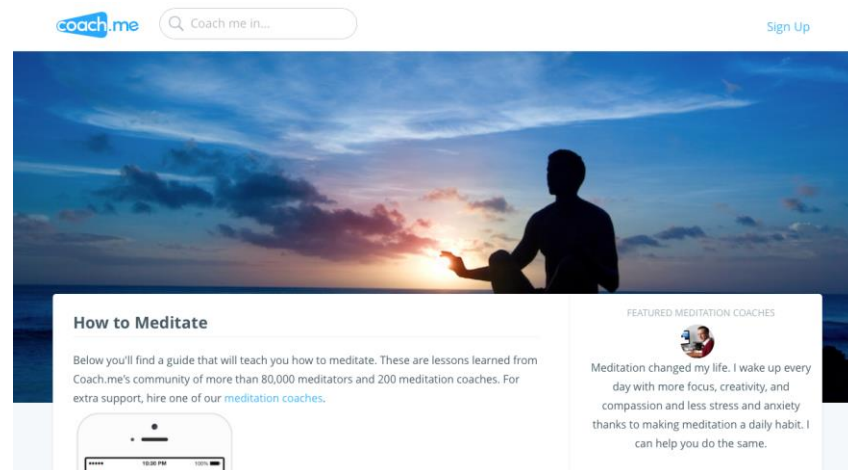 coach.me
Coach me in...
Sign Up
How to Meditate
Below you'll find a guide that will teach you how to meditate. These are lessons learned from
Coach.me's community of more than 80,000 meditators and 200 meditation coaches. For
extra support, hire one of our meditation coaches.
10:30 PM 100%
FEATURED MEDITATION COACHES
Meditation changed my life. I wake up every
day with more focus, creativity, and
compassion and less stress and anxiety
thanks to making meditation a daily habit. I
can help you do the same.